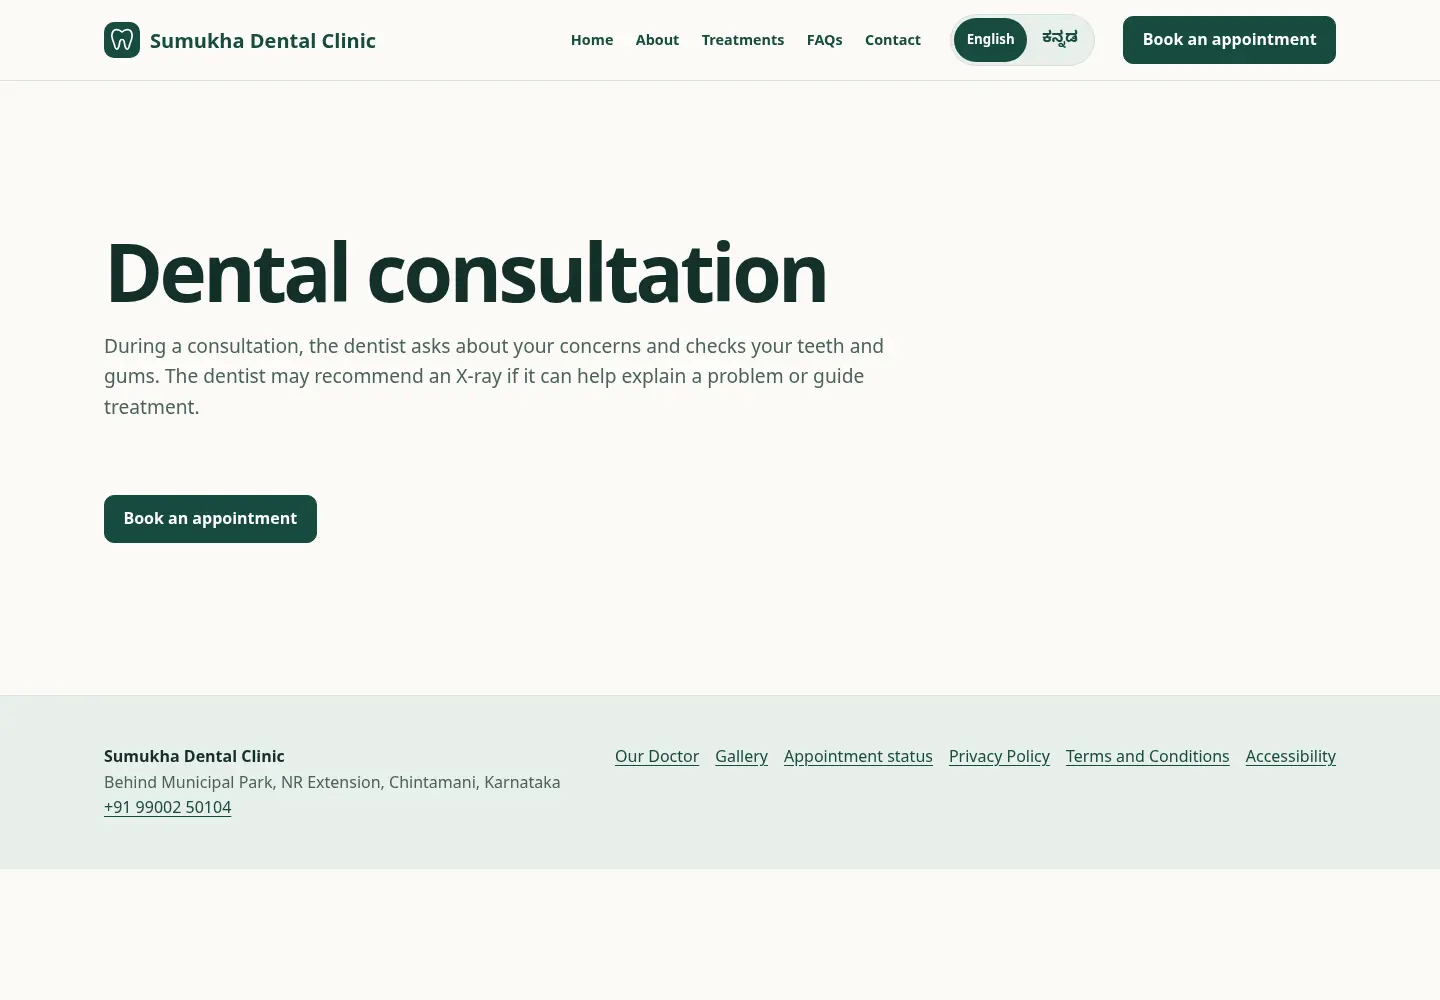 Sumukha Dental Clinic
Home
About
Treatments
FAQs
Contact
English
ಕನ್ನಡ
Book an appointment
Dental consultation
During a consultation, the dentist asks about your concerns and checks your teeth and
gums. The dentist may recommend an X-ray if it can help explain a problem or guide
treatment.
Book an appointment
Sumukha Dental Clinic
Behind Municipal Park, NR Extension, Chintamani, Karnataka
+91 99002 50104
Our Doctor
Gallery
Appointment status
Privacy Policy
Terms and Conditions
Accessibility